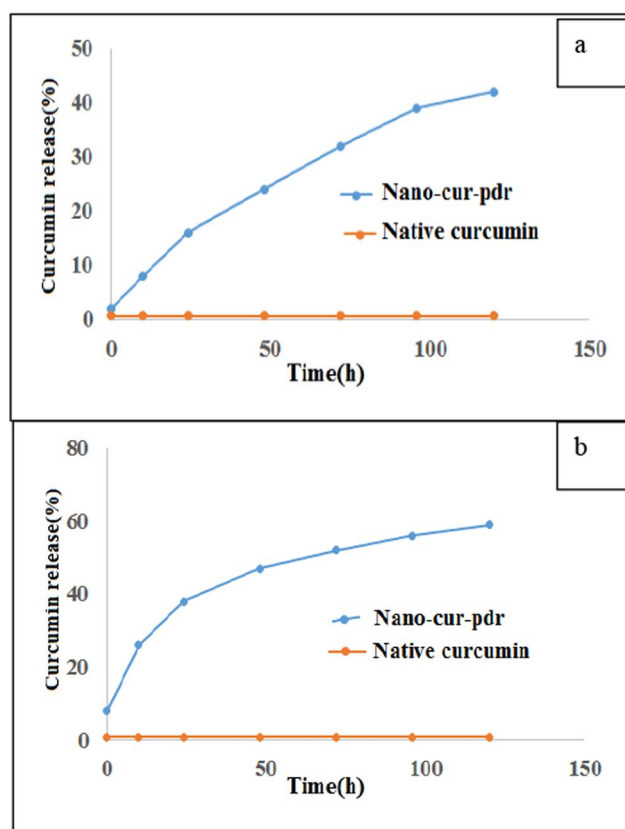 a
50
40
30
20
10
0
Curcumin release(%)
Nano-cur-pdr
Native curcumin
0 50 100 150
Time(h)
b
80
60
40
20
0
Curcumin release(%)
Nano-cur-pdr
Native curcumin
0 50 100 150
Time(h)